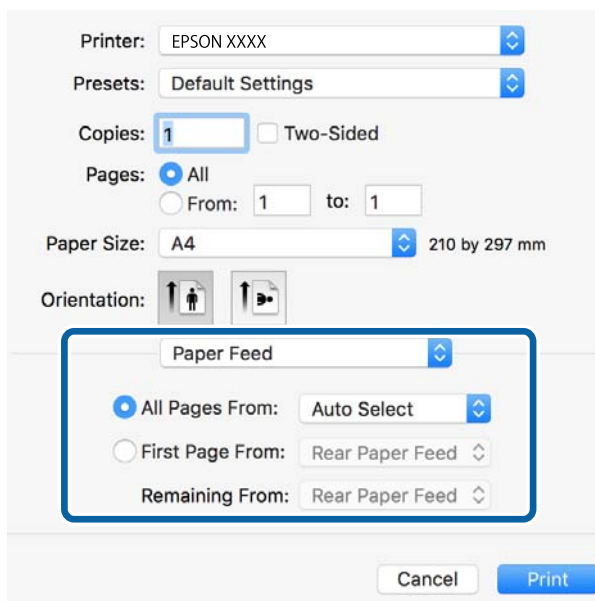 Printer: EPSON XXXX
Presets: Default Settings
Copies: 1 Two-Sided
Pages: All
From: 1 to: 1
Paper Size: A4 210 by 297 mm
Orientation:
Paper Feed
All Pages From: Auto Select
First Page From: Rear Paper Feed
Remaining From: Rear Paper Feed
Cancel Print